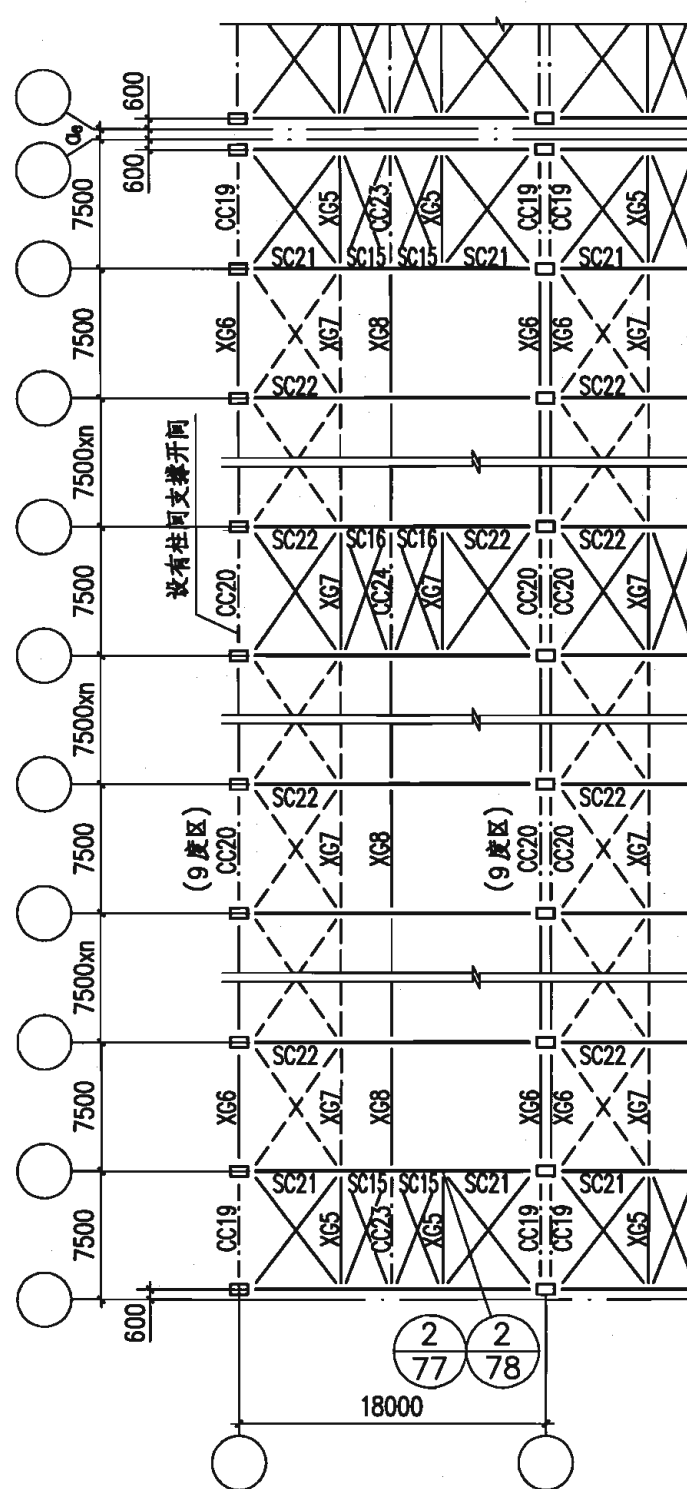 600
ae
600
7500
CC19
XG5
CC23
XG5
CC19
CC19
XG5
SC21
SC15
SC15
SC21
SC21
7500
XG6
XG7
XG8
XG6
XG6
XG7
SC22
SC22
7500xn
设有柱间支撑开间
SC22
SC16
SC16
SC22
SC22
7500
CC20
XG7
CC24
XG7
CC20
CC20
XG7
7500xn
SC22
SC22
7500
(9度区)
CC20
XG7
XG8
(9度区)
CC20
CC20
XG7
7500xn
SC22
SC22
7500
XG6
XG7
XG8
XG6
XG6
XG7
SC21
SC15
SC15
SC21
SC21
7500
CC19
XG5
CC23
XG5
CC19
CC19
XG5
600
2
77
2
78
18000